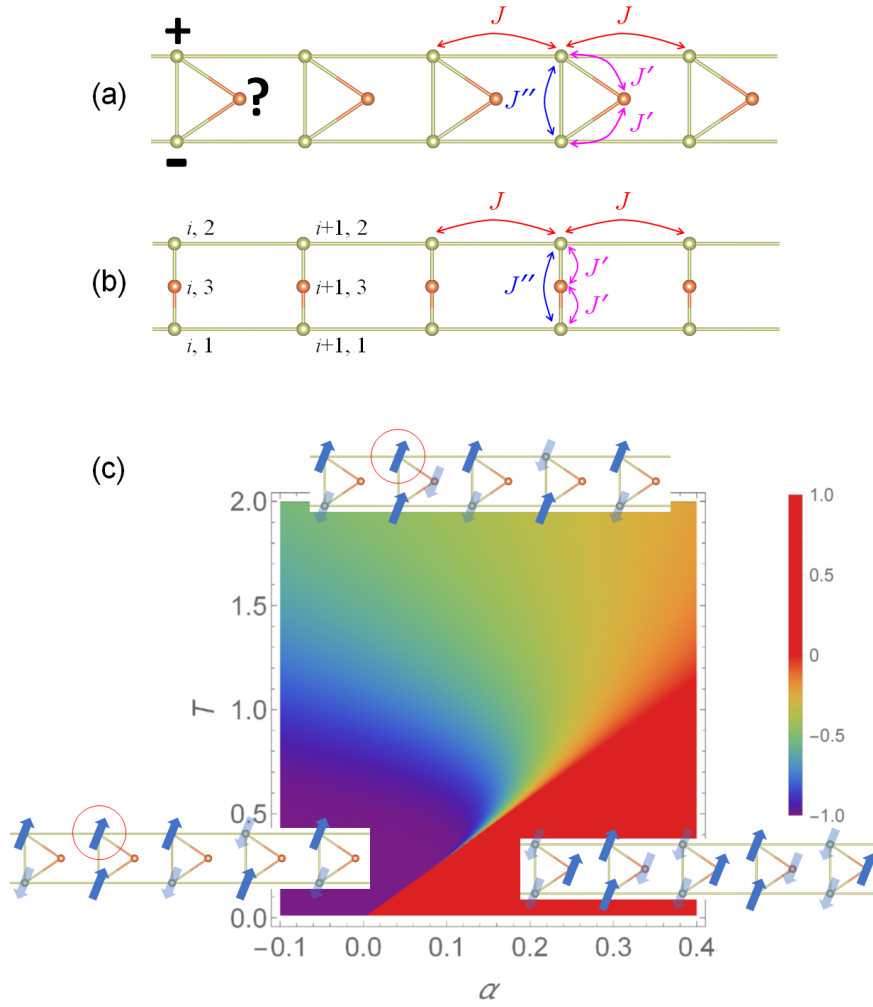 +
J J
(a) ? J″ J′
J′
-
J J
i, 2 i+1, 2
(b) i, 3 i+1, 3 J″ J′
J′
i, 1 i+1, 1
(c)
2.0 1.0
0.5
1.5
0
T 1.0
−0.5
0.5 −1.0
0.0
−0.1 0.0 0.1 0.2 0.3 0.4
α